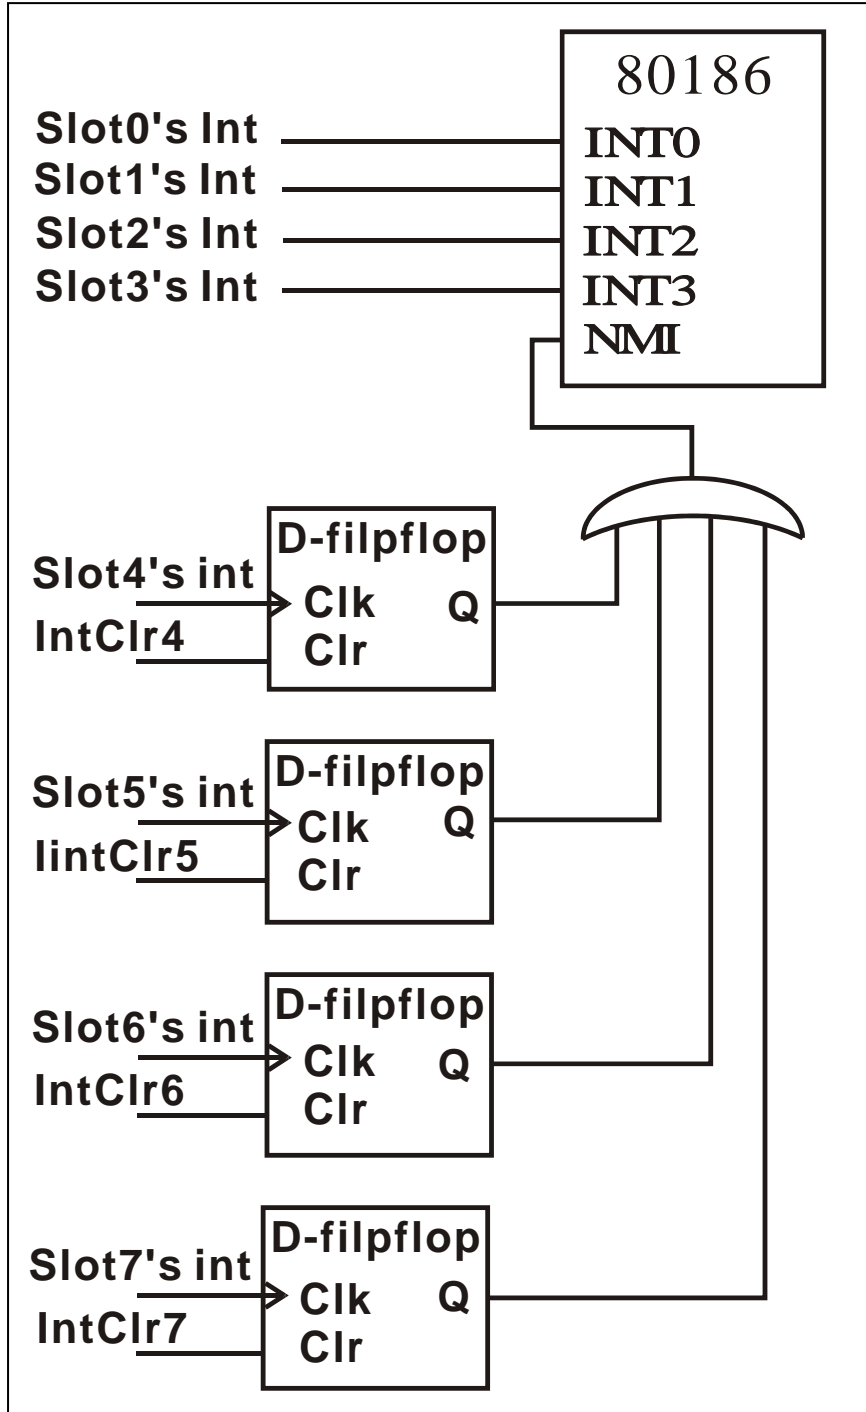 80186
Slot0's Int
INT0
Slot1's Int
INT1
Slot2's Int
INT2
Slot3's Int
INT3
NMI
D-filpflop
Slot4's int
Clk
Q
IntClr4
Clr
D-filpflop
Slot5's int
Clk
Q
IintClr5
Clr
D-filpflop
Slot6's int
Clk
Q
IntClr6
Clr
D-filpflop
Slot7's int
Clk
Q
IntClr7
Clr